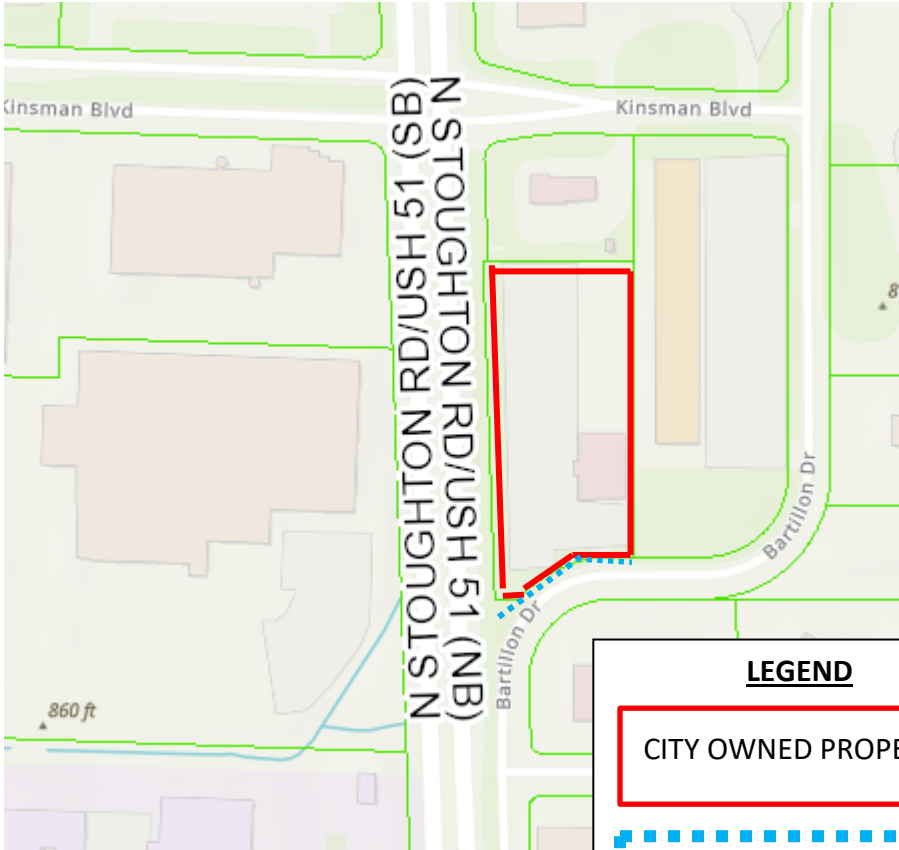 Kinsman Blvd
Kinsman Blvd
N STOUGHTON RD/USH 51 (SB)
N STOUGHTON RD/USH 51 (NB)
8
Bartillon Dr
Bartillon Dr
860 ft
LEGEND
CITY OWNED PROPE